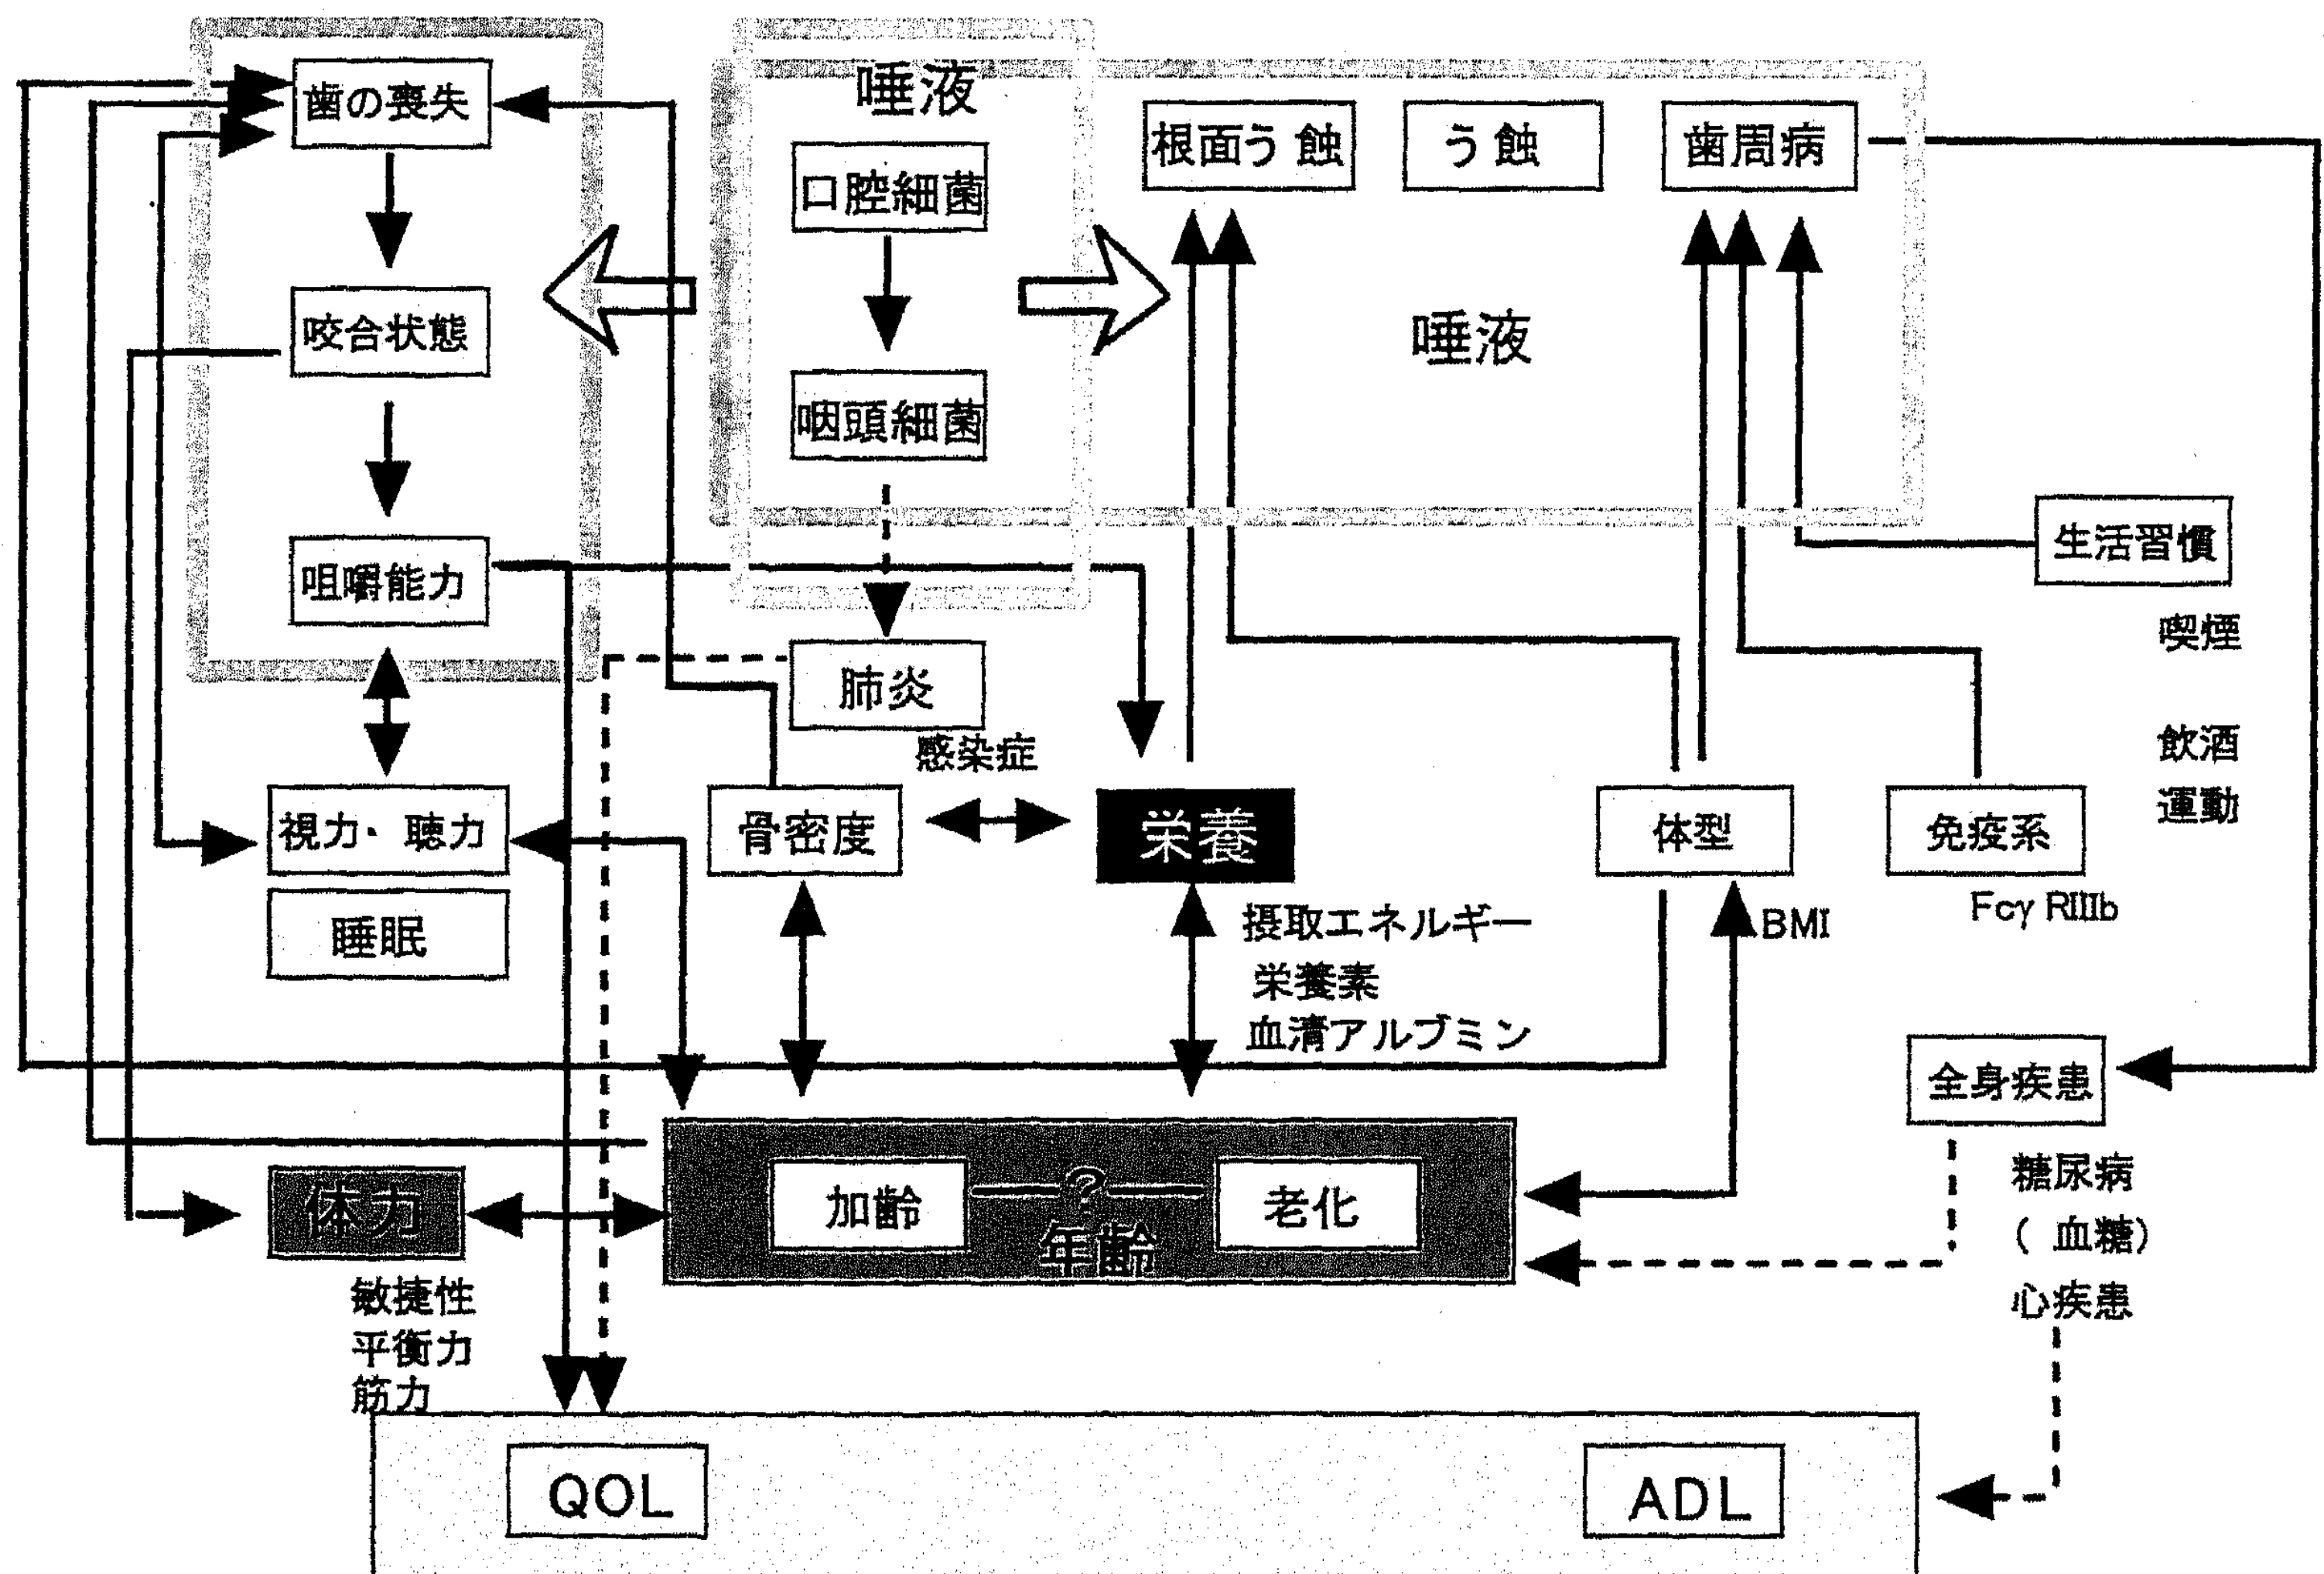 歯の喪失
唾液
根面う蝕
う蝕
歯周病
口腔細菌
咬合状態
唾液
咽頭細菌
咀嚼能力
生活習慣
喫煙
飲酒
運動
肺炎
感染症
視力・聴力
睡眠
骨密度
栄養
摂取エネルギー
栄養素
血清アルブミン
体型
BMI
免疫系
Fcγ RIIIb
全身疾患
糖尿病
(血糖)
心疾患
体力
敏捷性
平衡力
筋力
加齢
?
老化
年齢
QOL
ADL